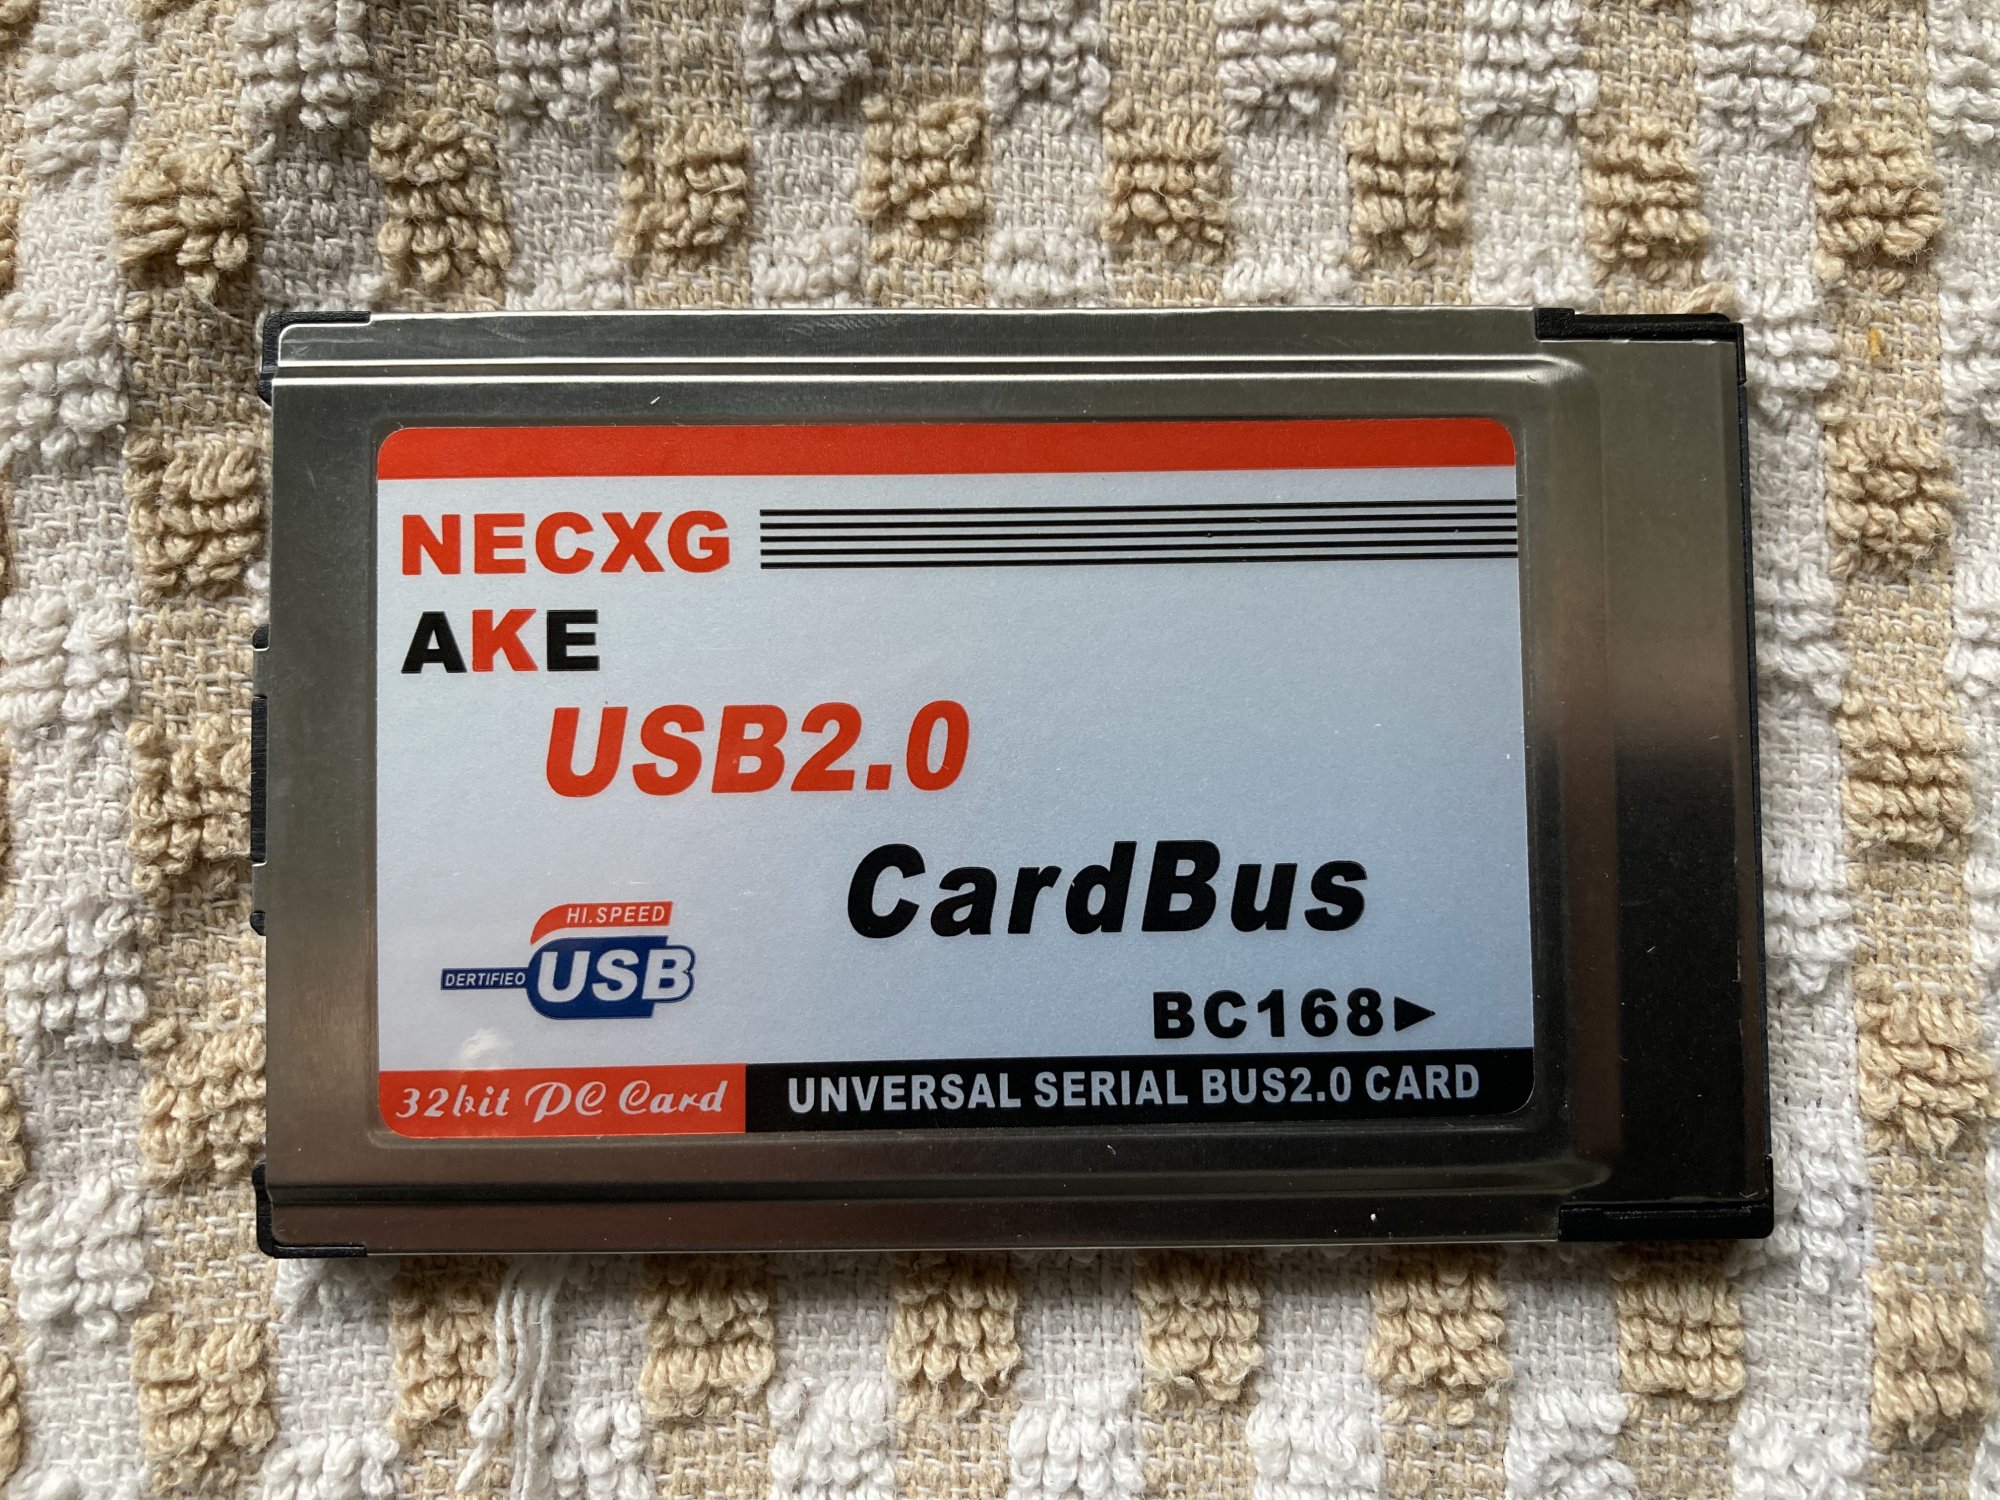 NECXG
AKE
USB2.0
CardBus
HI.SPEED
DERTIFIEO USB
BC168
32bit PC Card
UNVERSAL SERIAL BUS2.0 CARD